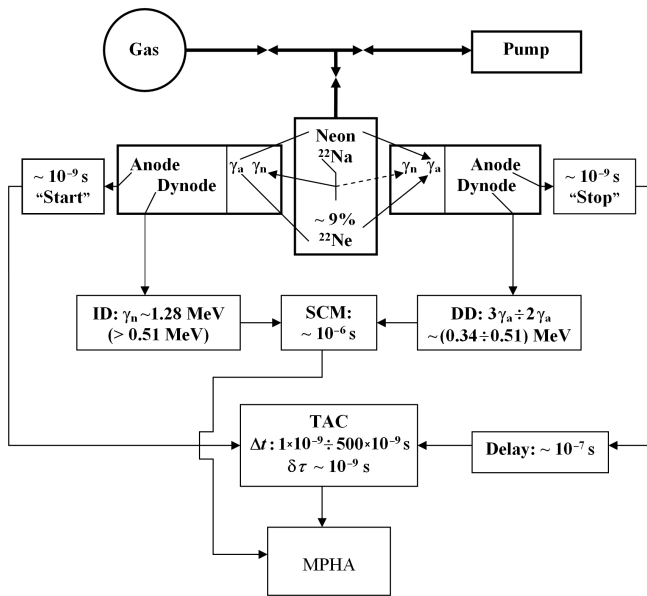 Gas
Pump
Neon
²²Na
~ 9%
²²Ne
Anode
Dynode
γₐ γₙ
γₙ γₐ
Anode
Dynode
~ 10⁻⁹ s
“Start”
~ 10⁻⁹ s
“Stop”
ID: γₙ ~1.28 MeV
(> 0.51 MeV)
SCM:
~ 10⁻⁶ s
DD: 3γₐ÷2γₐ
~(0.34÷0.51) MeV
TAC
Δt: 1×10⁻⁹÷500×10⁻⁹ s
δτ ~ 10⁻⁹ s
Delay: ~ 10⁻⁷ s
MPHA